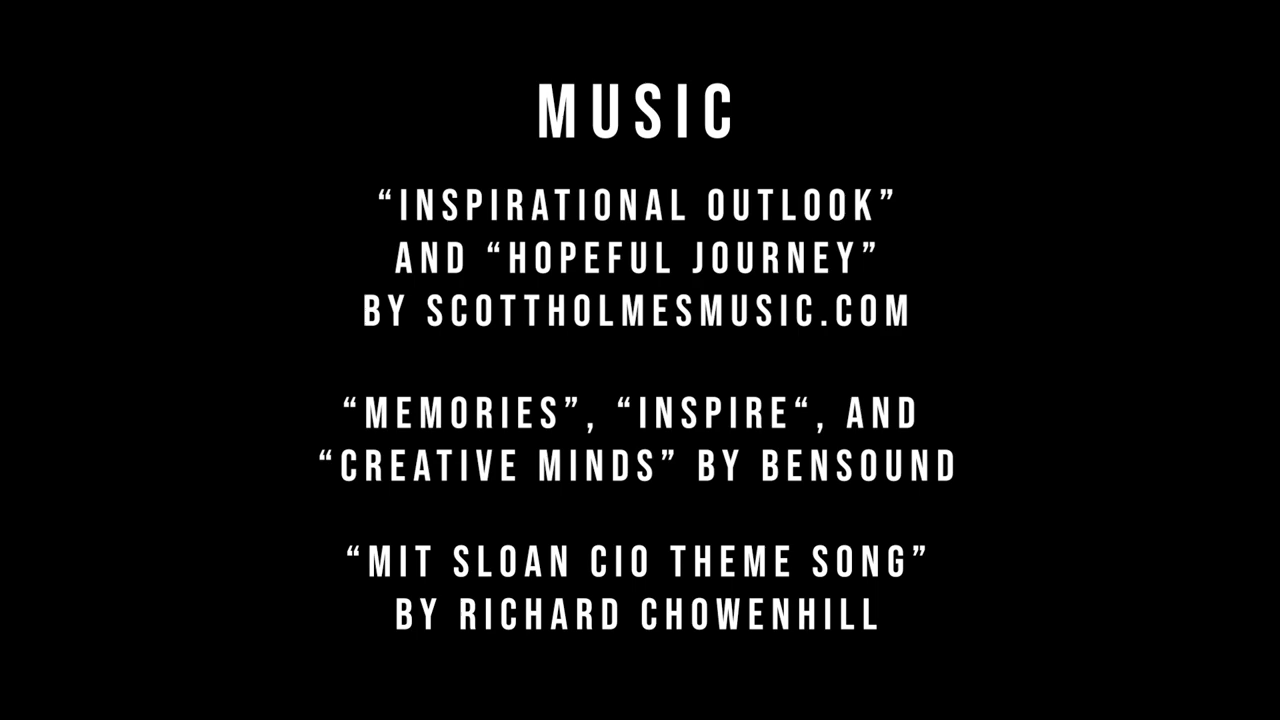 MUSIC
“INSPIRATIONAL OUTLOOK”
AND “HOPEFUL JOURNEY”
BY SCOTTHOLMESMUSIC.COM
“MEMORIES”, “INSPIRE“, AND
“CREATIVE MINDS” BY BENSOUND
“MIT SLOAN CIO THEME SONG”
BY RICHARD CHOWENHILL